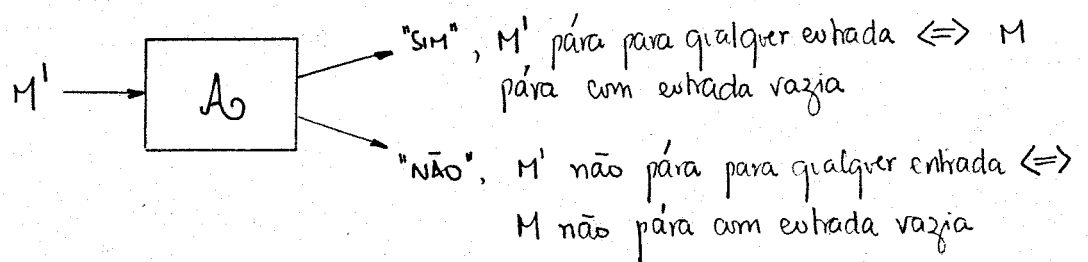 "SIM", M' pára para qualquer entrada <=> M
pára com entrada vazia
M' → A
"NÃO", M' não pára para qualquer entrada <=>
M não pára com entrada vazia